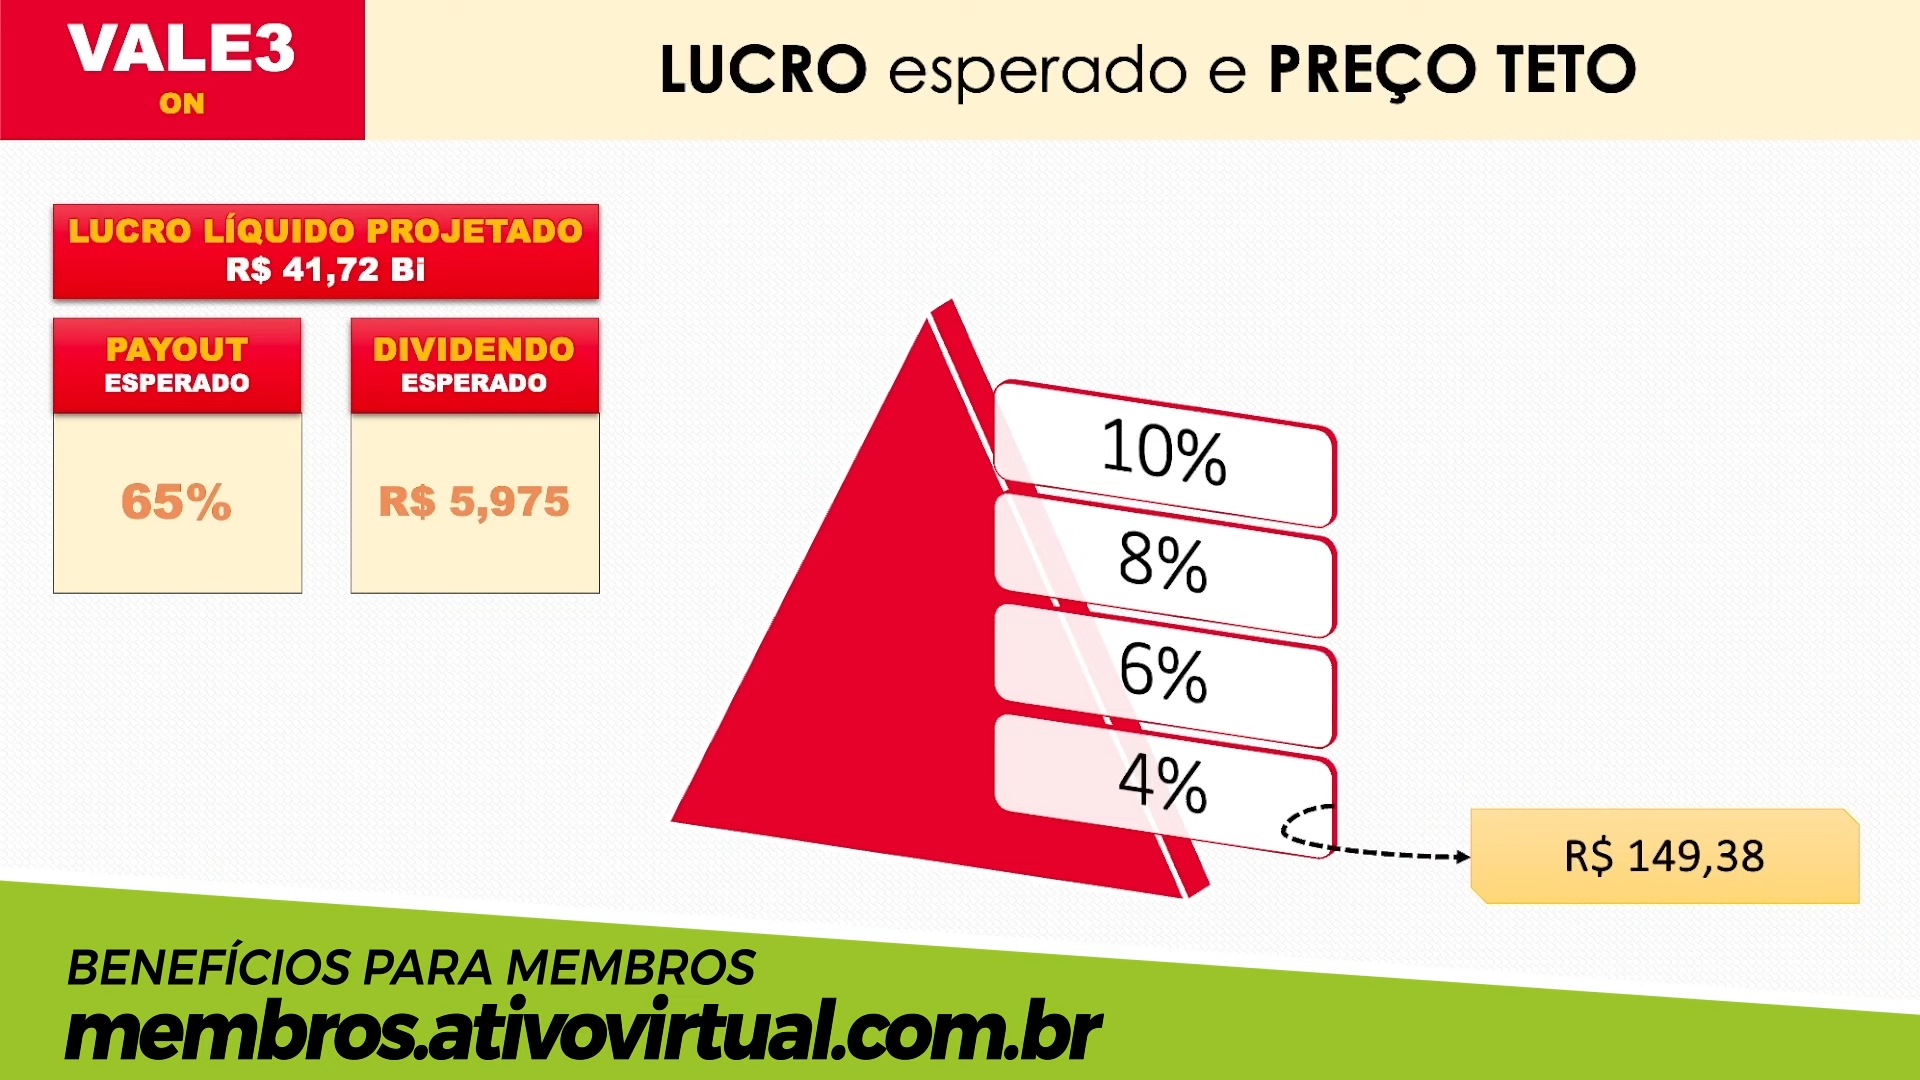 VALE3
ON
LUCRO esperado e PREÇO TETO
LUCRO LÍQUIDO PROJETADO
R$ 41,72 Bi
PAYOUT
ESPERADO
65%
DIVIDENDO
ESPERADO
R$ 5,975
10%
8%
6%
4%
R$ 149,38
BENEFÍCIOS PARA MEMBROS
membros.ativovirtual.com.br